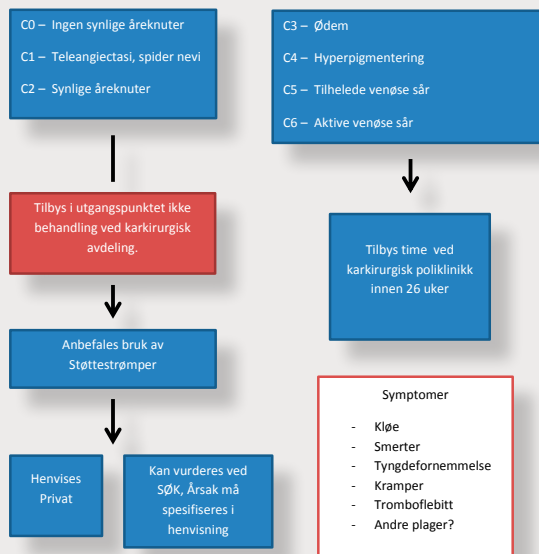 C0 – Ingen synlige åreknuter
C1 – Teleangiectasi, spider nevi
C2 – Synlige åreknuter
Tilbys i utgangspunktet ikke
behandling ved karkirurgisk
avdeling.
Anbefales bruk av
Støttestrømper
Henvises
Privat
Kan vurderes ved
SØK, Årsak må
spesifiseres i
henvisning
C3 – Ødem
C4 – Hyperpigmentering
C5 – Tilhelede venøse sår
C6 – Aktive venøse sår
Tilbys time ved
karkirurgisk poliklinikk
innen 26 uker
Symptomer
- Kløe
- Smerter
- Tyngdefornemmelse
- Kramper
- Tromboflebitt
- Andre plager?